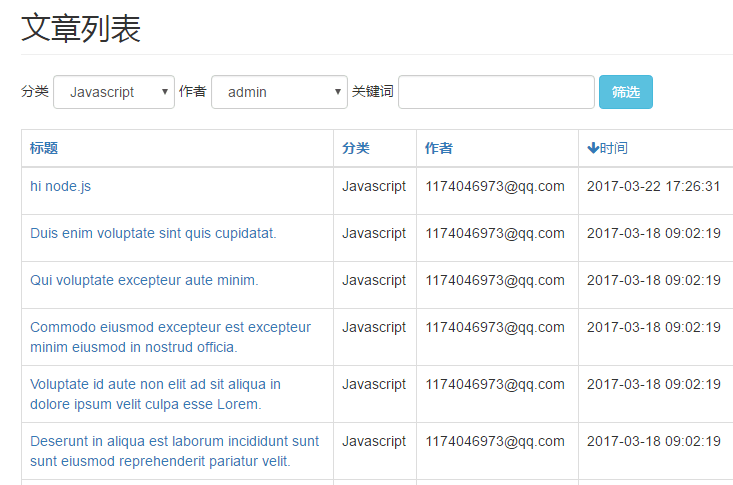 文章列表
分类 Javascript 作者 admin 关键词 筛选
标题 分类 作者 时间
hi node.js Javascript 1174046973@qq.com 2017-03-22 17:26:31
Duis enim voluptate sint quis cupidatat. Javascript 1174046973@qq.com 2017-03-18 09:02:19
Qui voluptate excepteur aute minim. Javascript 1174046973@qq.com 2017-03-18 09:02:19
Commodo eiusmod excepteur est excepteur Javascript 1174046973@qq.com 2017-03-18 09:02:19
minim eiusmod in nostrud officia.
Voluptate id aute non elit ad sit aliqua in Javascript 1174046973@qq.com 2017-03-18 09:02:19
dolore ipsum velit culpa esse Lorem.
Deserunt in aliqua est laborum incididunt sunt Javascript 1174046973@qq.com 2017-03-18 09:02:19
sunt eiusmod reprehenderit pariatur velit.